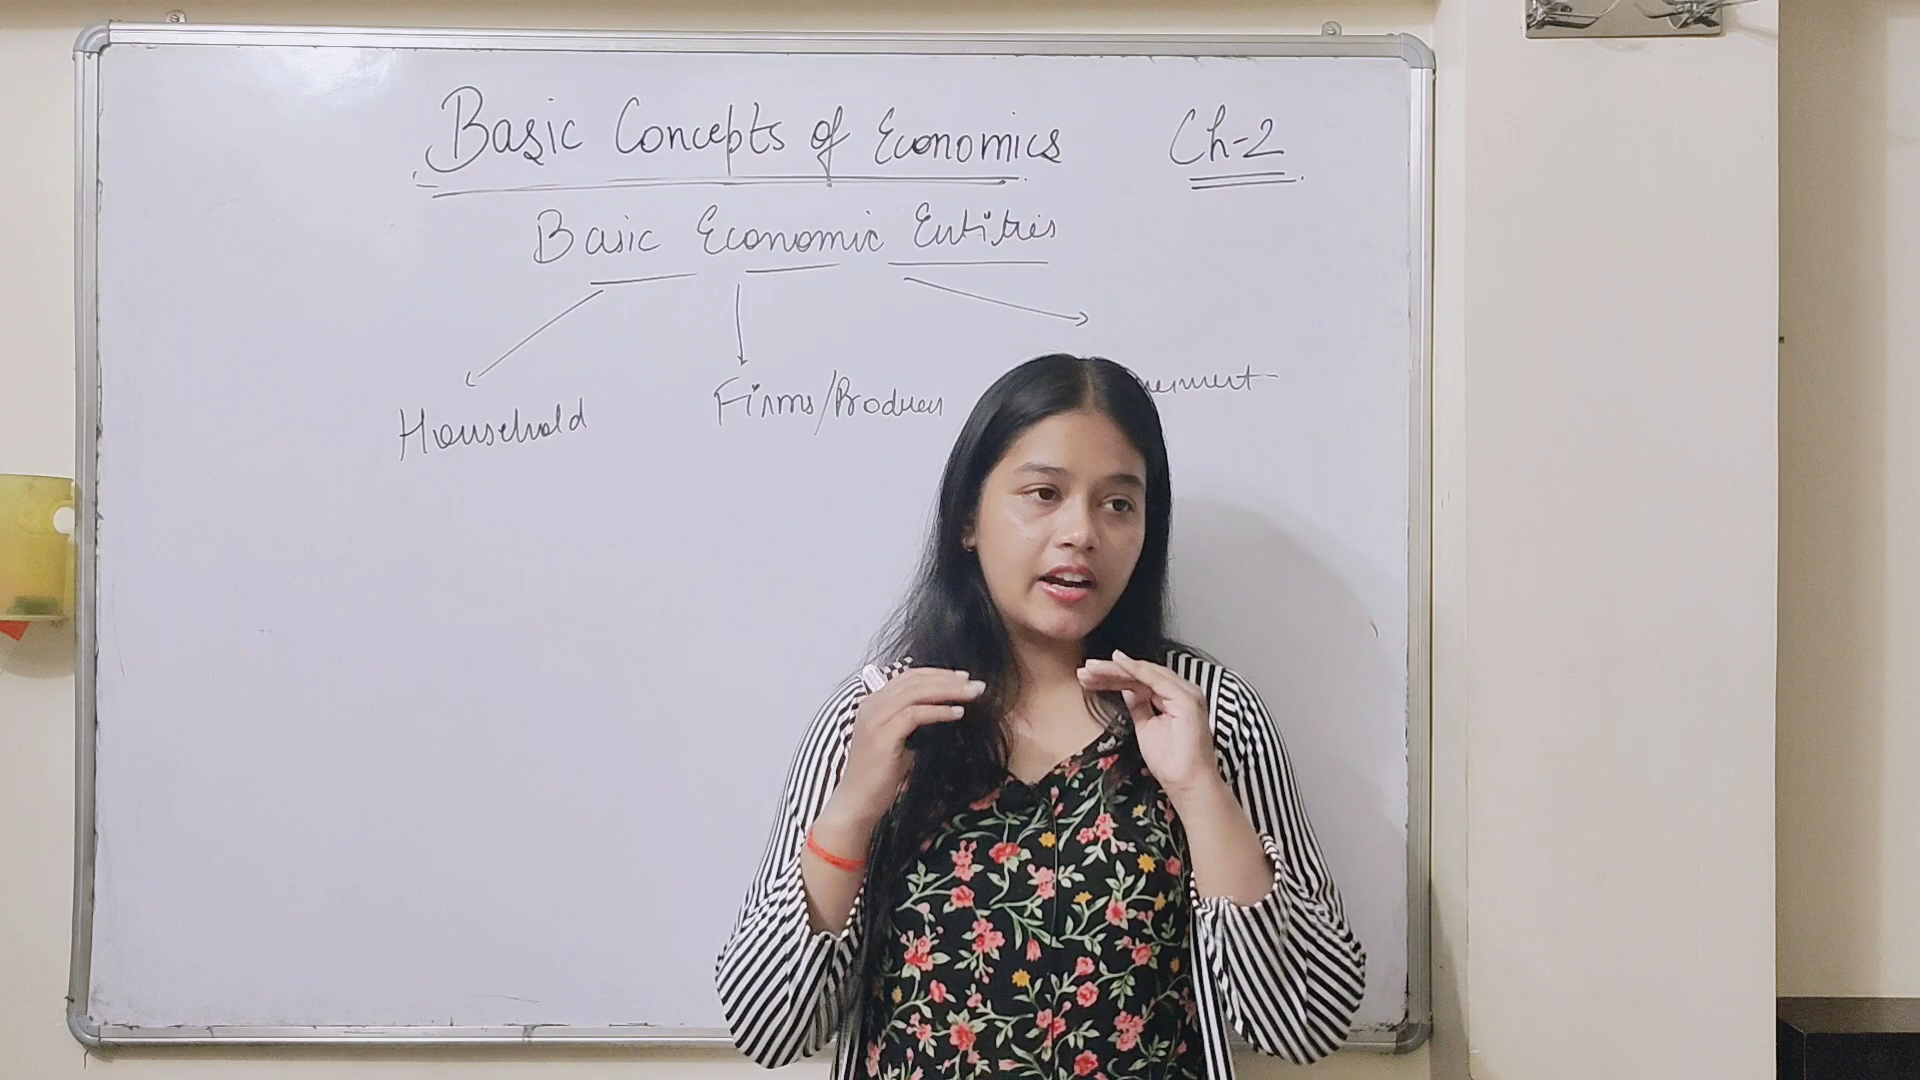 Basic Concepts of Economics Ch-2
Basic Economic Entities
Household Firms/Producer